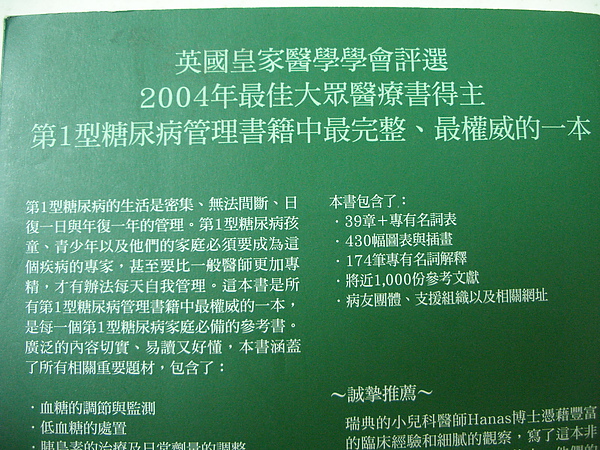 英國皇家醫學學會評選
2004年最佳大眾醫療書得主
第1型糖尿病管理書籍中最完整、最權威的一本
第1型糖尿病的生活是密集、無法間斷、日
復一日與年復一年的管理。第1型糖尿病孩
童、青少年以及他們的家庭必須要成為這
個疾病的專家，甚至要比一般醫師更加專
精，才有辦法每天自我管理。這本書是所
有第1型糖尿病管理書籍中最權威的一本，
是每一個第1型糖尿病家庭必備的參考書。
廣泛的內容切實、易讀又好懂，本書涵蓋
了所有相關重要題材，包含了：
·血糖的調節與監測
·低血糖的處置
·胰島素的治療及日常劑量的調整
本書包含了：
·39章＋專有名詞表
·430幅圖表與插畫
·174筆專有名詞解釋
·將近1,000份參考文獻
·病友團體、支援組織以及相關網址
～誠摯推薦～
瑞典的小兒科醫師Hanas博士憑藉豐富
的臨床經驗和細膩的觀察，寫了這本非